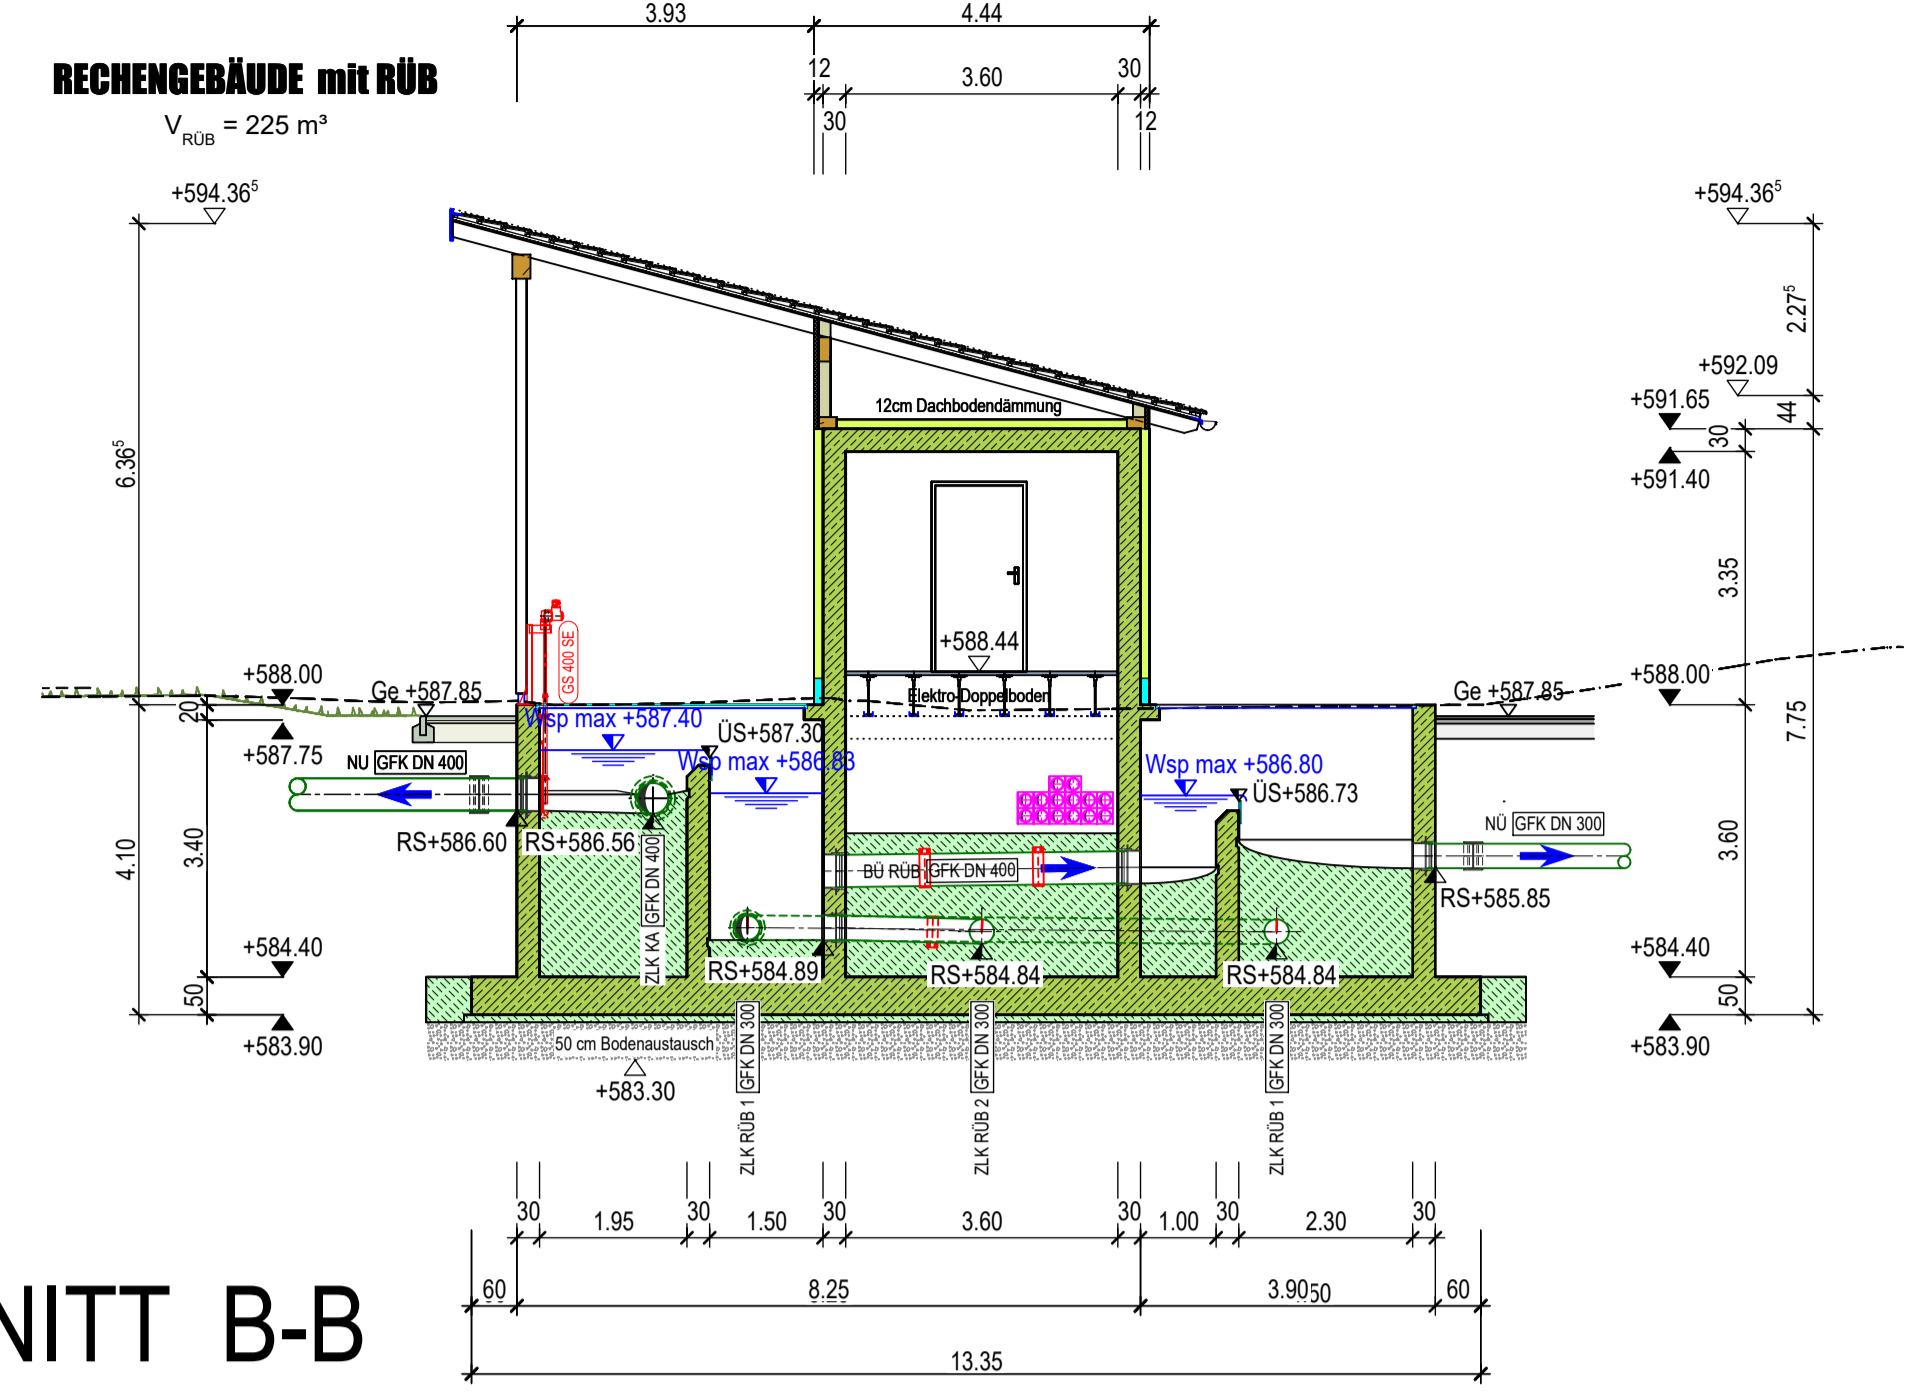 3.93 4.44
12 3.60 30
30 12
RECHENGEBÄUDE mit RÜB
VRÜB = 225 m³
+594.36⁵ +594.36⁵
2.27⁵
+592.09
+591.65
44
30
+591.40
12cm Dachbodendämmung
6.36⁵
3.35
+588.44
Elektro-Doppelboden
GS 400 SE
+588.00 +588.00
Ge +587.85 Ge +587.85
20
+587.75
7.75
Wsp max +587.40
ÜS+587.30
Wsp max +586.83
Wsp max +586.80
ÜS+586.73
NU GFK DN 400
NÜ GFK DN 300
RS+586.60 RS+586.56
4.10 3.40
3.60
ZLK KA GFK DN 400
BÜ RÜB GFK DN 400
RS+585.85
+584.40 +584.40
RS+584.89 RS+584.84 RS+584.84
50 50
+583.90 +583.90
50 cm Bodenaustausch
+583.30
ZLK RÜB 1 GFK DN 300
ZLK RÜB 2 GFK DN 300
ZLK RÜB 1 GFK DN 300
30 1.95 30 1.50 30 3.60 30 1.00 30 2.30 30
60 8.25 3.90 50 60
13.35
NITT B-B